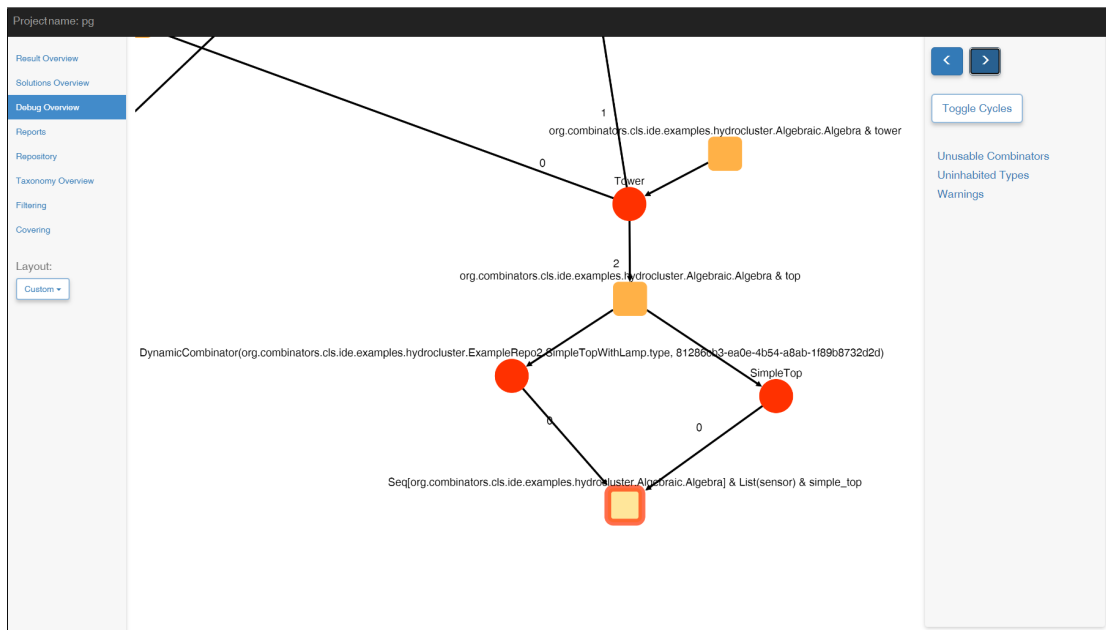 Projectname: pg
Result Overview
Solutions Overview
Debug Overview
Reports
Repository
Taxonomy Overview
Filtering
Covering
Layout:
Custom
1
org.combinators.cls.ide.examples.hydrocluster.Algebraic.Algebra & tower
0
Tower
2
org.combinators.cls.ide.examples.hydrocluster.Algebraic.Algebra & top
DynamicCombinator(org.combinators.cls.ide.examples.hydrocluster.ExampleRepo2.SimpleTopWithLamp.type, 81286cb3-ea0e-4b54-a8ab-1f89b8732d2d)
SimpleTop
0
0
Seq[org.combinators.cls.ide.examples.hydrocluster.Algebraic.Algebra] & List(sensor) & simple_top
Toggle Cycles
Unusable Combinators
Uninhabited Types
Warnings